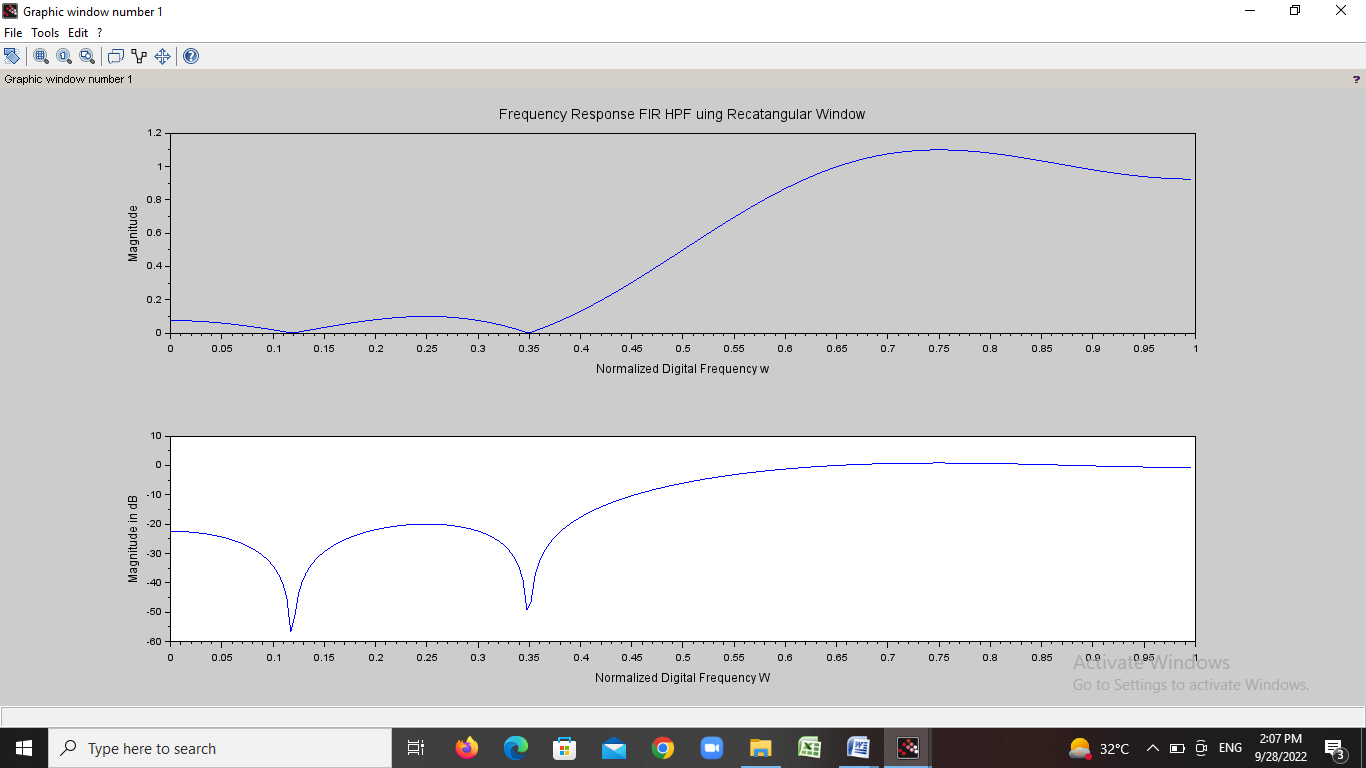 Graphic window number 1
File Tools Edit ?
Graphic window number 1 ?
Frequency Response FIR HPF uing Recatangular Window
1.2
1
0.8
0.6
0.4
0.2
0
Magnitude
0 0.05 0.1 0.15 0.2 0.25 0.3 0.35 0.4 0.45 0.5 0.55 0.6 0.65 0.7 0.75 0.8 0.85 0.9 0.95 1
Normalized Digital Frequency w
10
0
-10
-20
-30
-40
-50
-60
Magnitude in dB
0 0.05 0.1 0.15 0.2 0.25 0.3 0.35 0.4 0.45 0.5 0.55 0.6 0.65 0.7 0.75 0.8 0.85 0.9 0.95 1
Normalized Digital Frequency W
Activate Windows
Go to Settings to activate Windows.
Type here to search
32°C
ENG
2:07 PM
9/28/2022
3